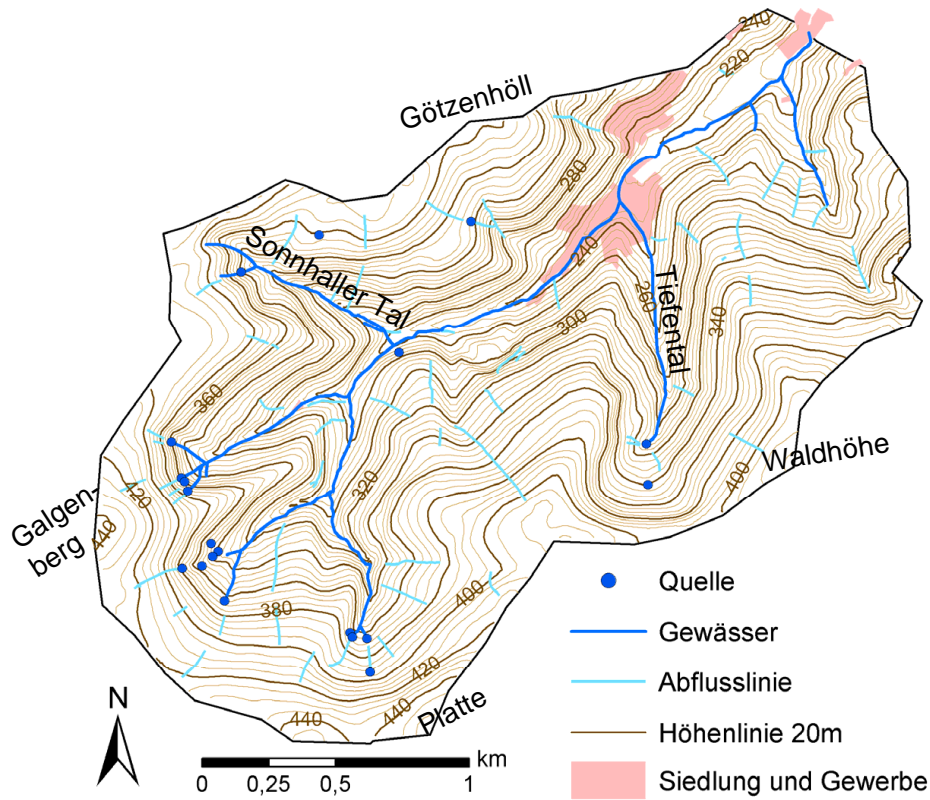 240
220
Götzenhöll
280
Sonnhaller Tal
240
260
Tiefental
300
340
360
Waldhöhe
400
420
320
Galgen-
berg
440
380
400
420
Platte
440
440
N
Quelle
Gewässer
Abflusslinie
Höhenlinie 20m
Siedlung und Gewerbe
km
0
0,25
0,5
1